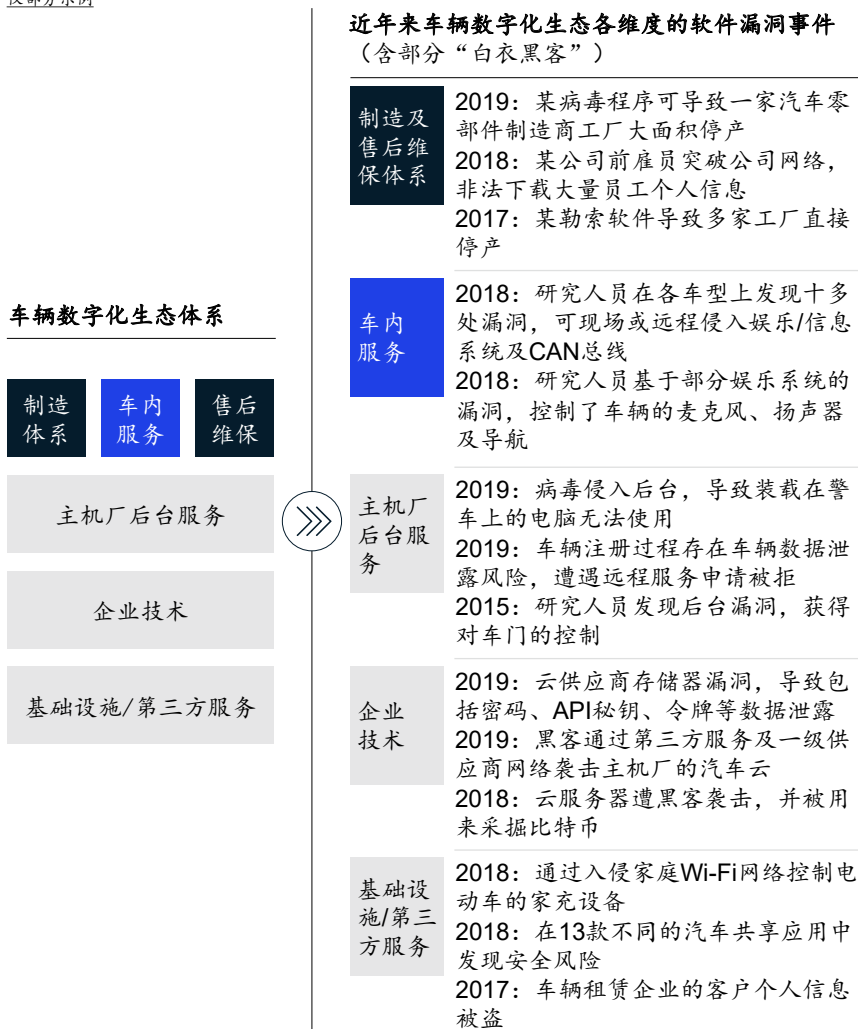 车辆数字化生态体系
制造
体系
车内
服务
售后
维保
主机厂后台服务
企业技术
基础设施/第三方服务
近年来车辆数字化生态各维度的软件漏洞事件
（含部分“白衣黑客”）
制造及
售后维
保体系
2019：某病毒程序可导致一家汽车零
部件制造商工厂大面积停产
2018：某公司前雇员突破公司网络，
非法下载大量员工个人信息
2017：某勒索软件导致多家工厂直接
停产
车内
服务
2018：研究人员在各车型上发现十多
处漏洞，可现场或远程侵入娱乐/信息
系统及CAN总线
2018：研究人员基于部分娱乐系统的
漏洞，控制了车辆的麦克风、扬声器
及导航
主机厂
后台服
务
2019：病毒侵入后台，导致装载在警
车上的电脑无法使用
2019：车辆注册过程存在车辆数据泄
露风险，遭遇远程服务申请被拒
2015：研究人员发现后台漏洞，获得
对车门的控制
企业
技术
2019：云供应商存储器漏洞，导致包
括密码、API秘钥、令牌等数据泄露
2019：黑客通过第三方服务及一级供
应商网络袭击主机厂的汽车云
2018：云服务器遭黑客袭击，并被用
来采掘比特币
基础设
施/第三
方服务
2018：通过入侵家庭Wi-Fi网络控制电
动车的家充设备
2018：在13款不同的汽车共享应用中
发现安全风险
2017：车辆租赁企业的客户个人信息
被盗